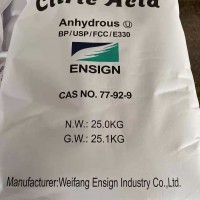 Citric Acid
Anhydrous U
BP/USP/FCC/E330
ENSIGN
CAS NO. 77-92-9
N.W.: 25.0KG
G.W.: 25.1KG
Manufacturer:Weifang Ensign Industry Co.,Ltd.